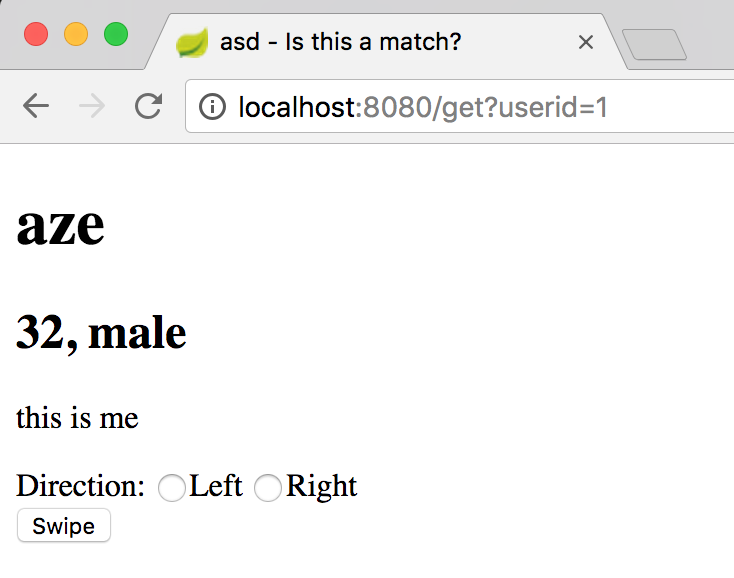 asd - Is this a match?
localhost:8080/get?userid=1
aze
32, male
this is me
Direction: Left Right
Swipe